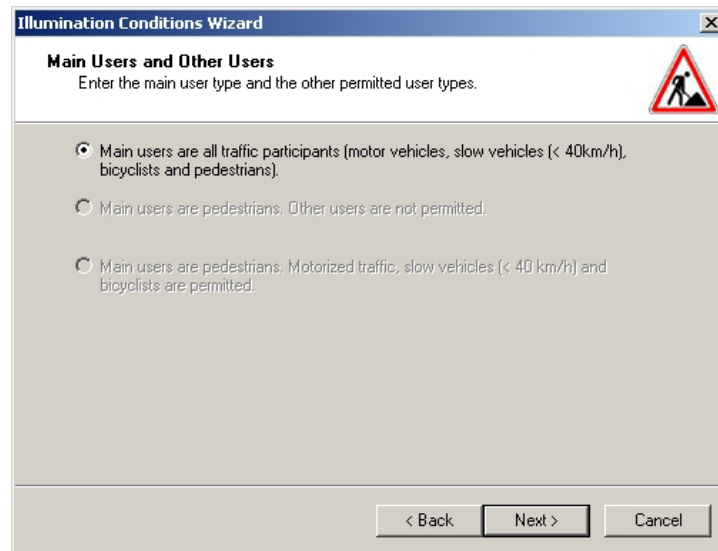 Illumination Conditions Wizard
Main Users and Other Users
Enter the main user type and the other permitted user types.
Main users are all traffic participants (motor vehicles, slow vehicles (< 40km/h),
bicyclists and pedestrians).
Main users are pedestrians. Other users are not permitted.
Main users are pedestrians. Motorized traffic, slow vehicles (< 40 km/h) and
bicyclists are permitted.
< Back Next > Cancel